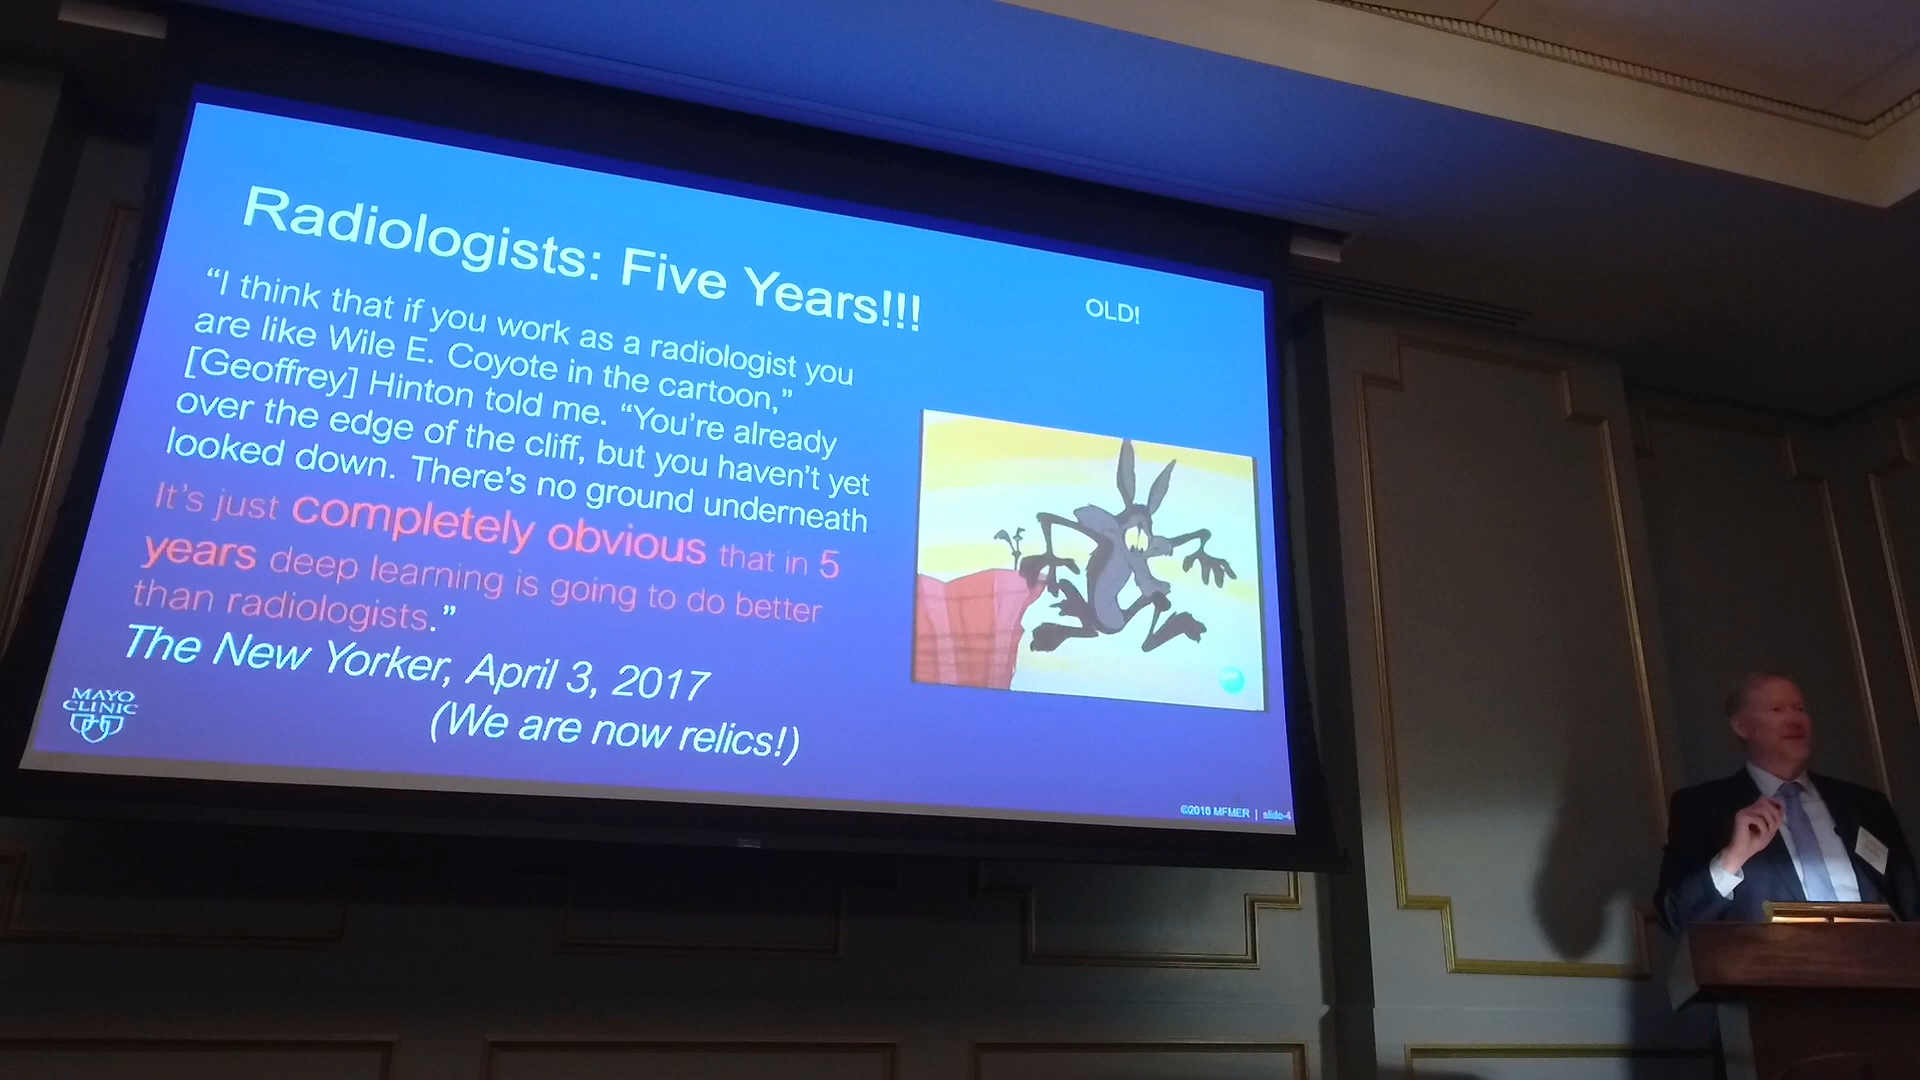 Radiologists: Five Years!!!
OLD!
“I think that if you work as a radiologist you
are like Wile E. Coyote in the cartoon,”
[Geoffrey] Hinton told me. “You’re already
over the edge of the cliff, but you haven’t yet
looked down. There’s no ground underneath
It’s just completely obvious that in 5
years deep learning is going to do better
than radiologists.”
The New Yorker, April 3, 2017
(We are now relics!)
MAYO
CLINIC
©2016 MFMER | slide-4